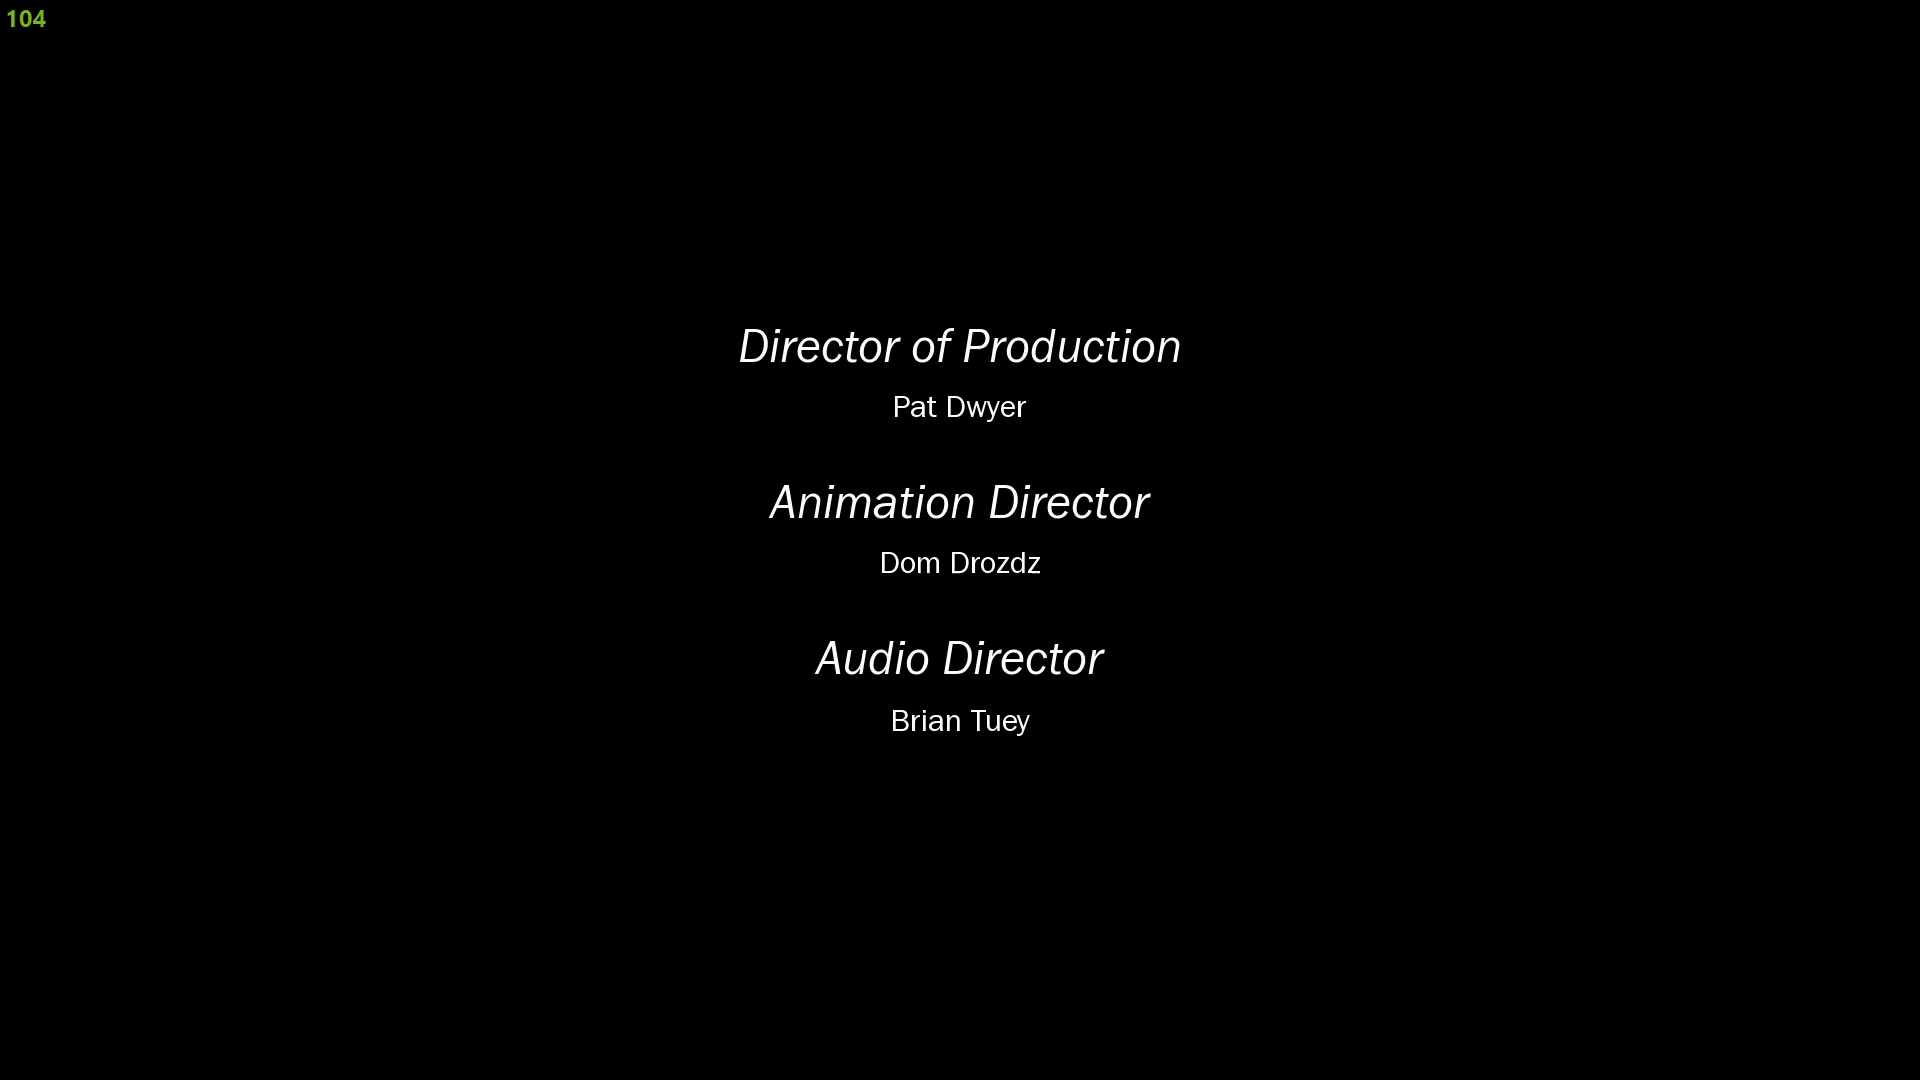 104
Director of Production
Pat Dwyer
Animation Director
Dom Drozdz
Audio Director
Brian Tuey